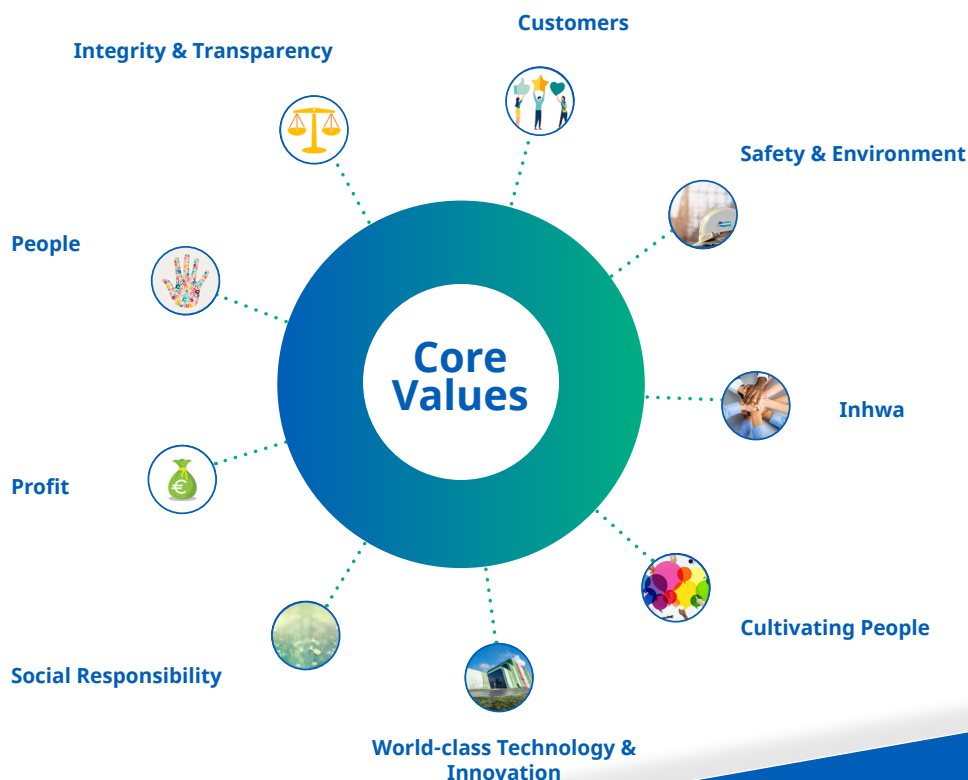 Customers
Integrity & Transparency
Safety & Environment
People
Core
Values
Inhwa
Profit
€
Cultivating People
Social Responsibility
World-class Technology &
Innovation